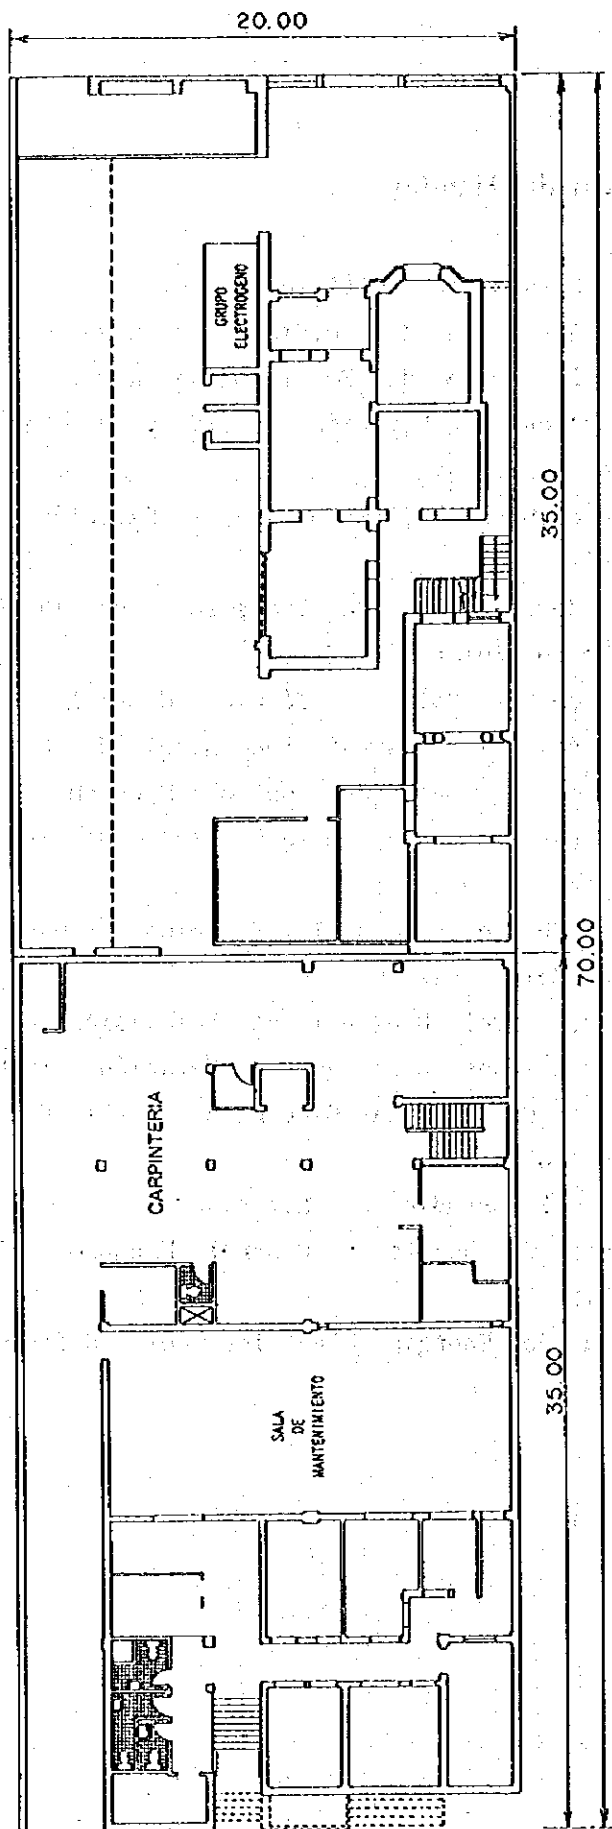 20.00
GRUPO
ELECTROGENO
35.00
70.00
CARPINTERIA
SALA
DE
MANTENIMIENTO
35.00